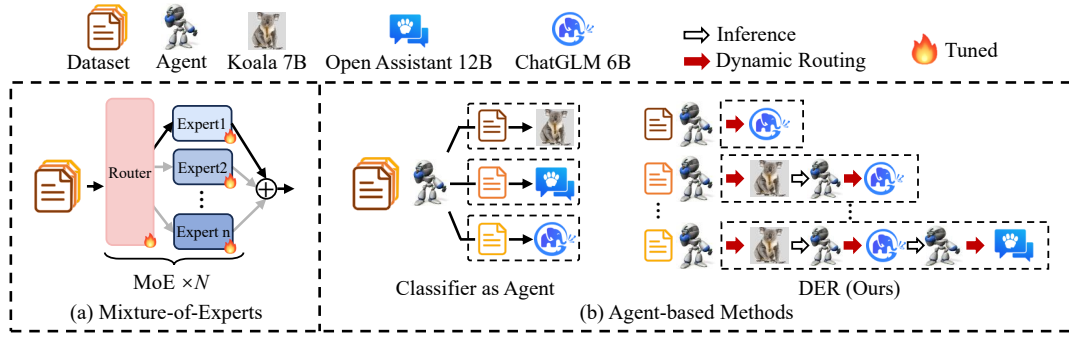 Dataset
Agent
Koala 7B
Open Assistant 12B
ChatGLM 6B
Inference
Dynamic Routing
Tuned
Router
Expert1
Expert2
Expert n
MoE ×N
(a) Mixture-of-Experts
Classifier as Agent
DER (Ours)
(b) Agent-based Methods